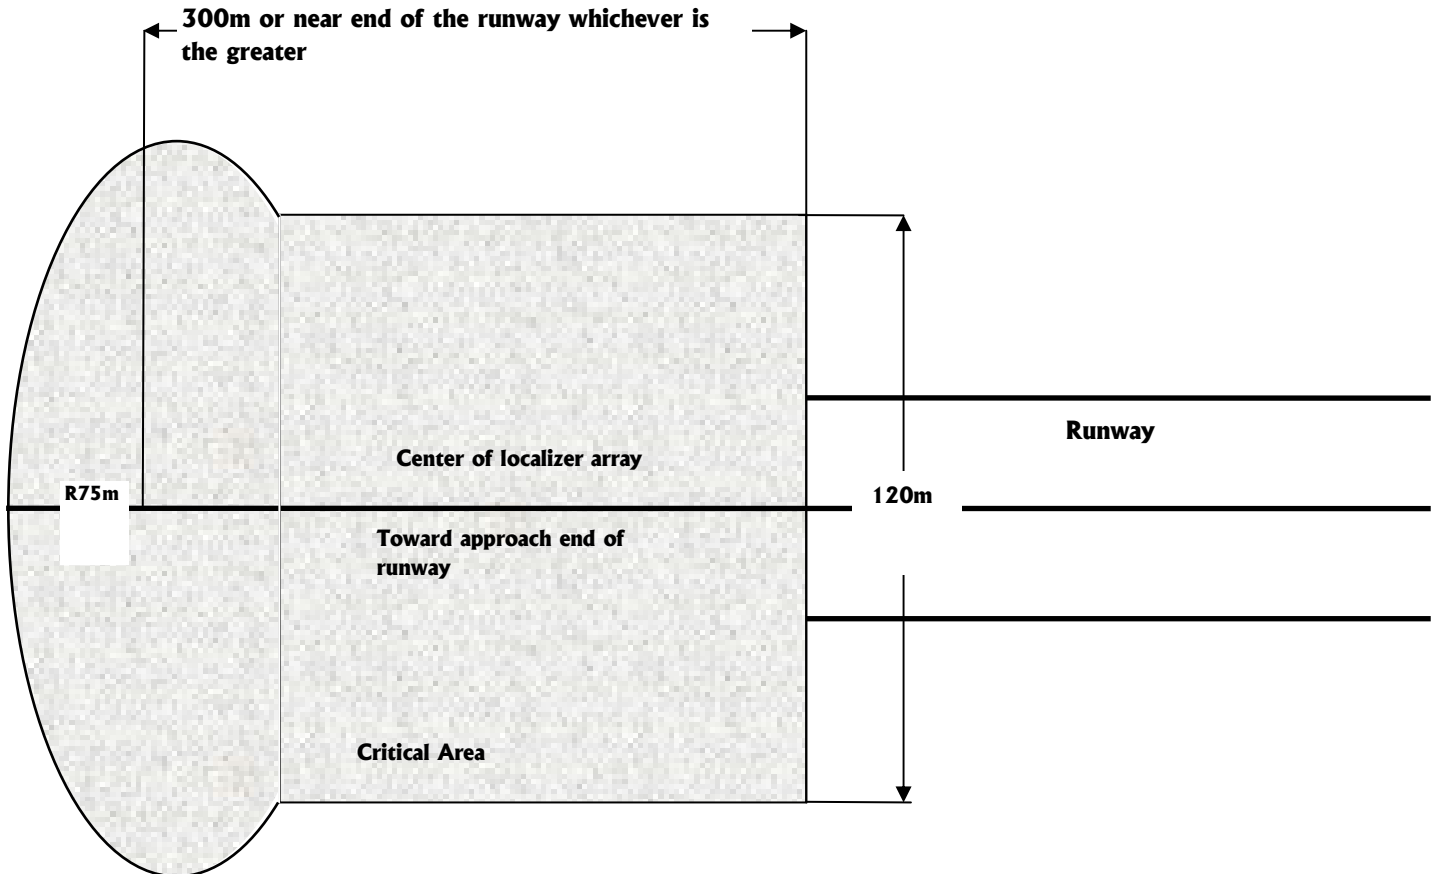 300m or near end of the runway whichever is
the greater
Runway
Center of localizer array
R75m
120m
Toward approach end of
runway
Critical Area